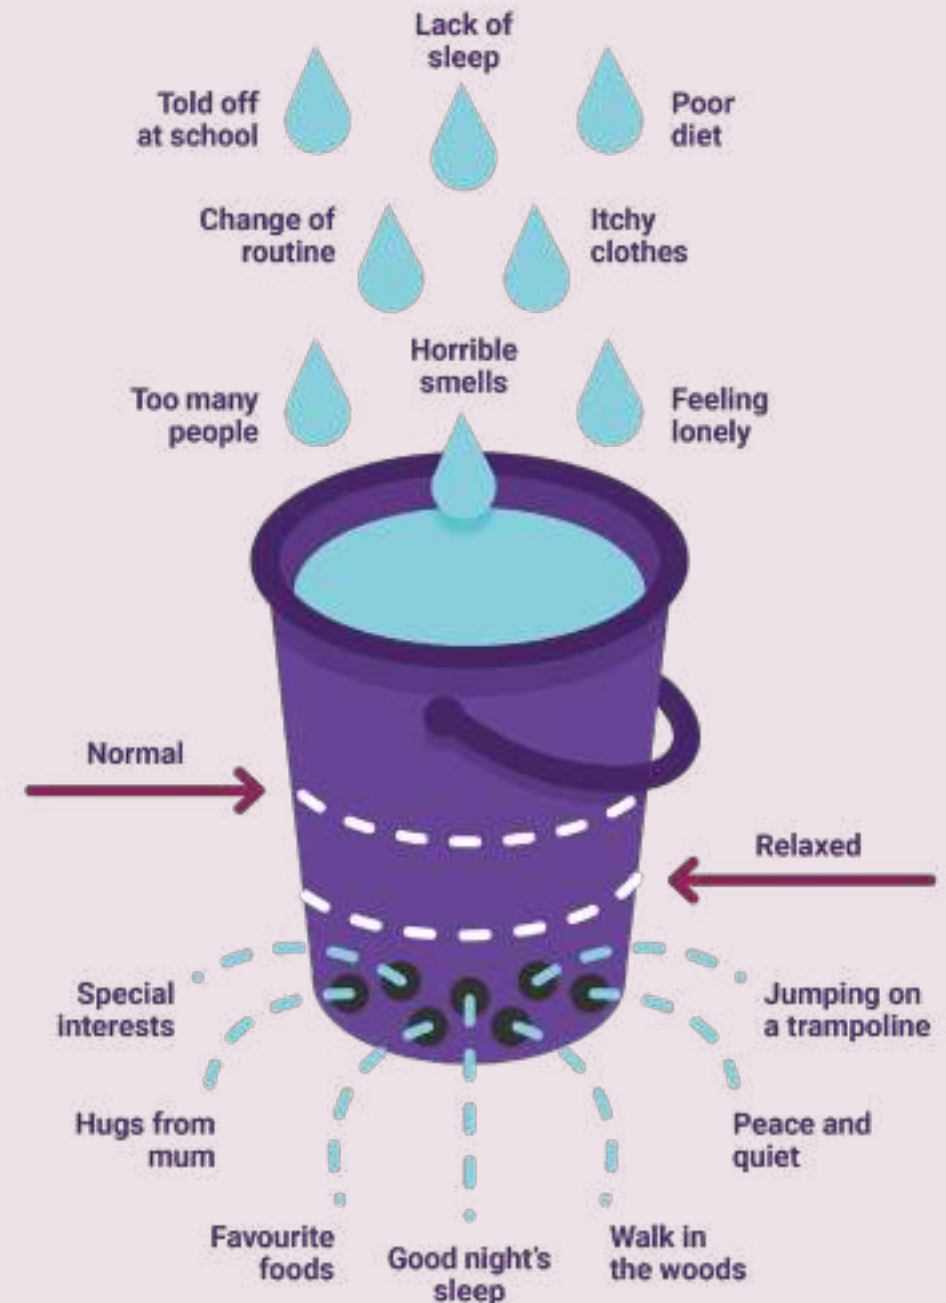 Lack of
sleep
Told off
at school
Poor
diet
Change of
routine
Itchy
clothes
Horrible
smells
Too many
people
Feeling
lonely
Normal
Relaxed
Special
interests
Jumping on
a trampoline
Hugs from
mum
Peace and
quiet
Favourite
foods
Good night's
sleep
Walk in
the woods